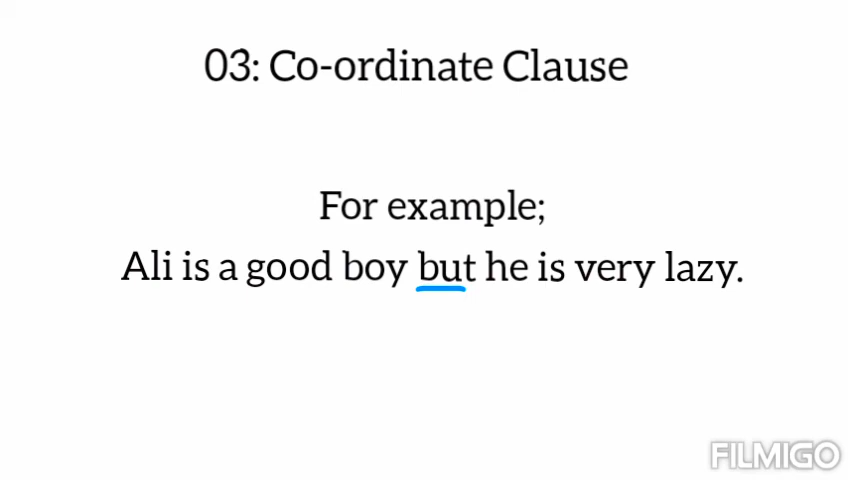 03: Co-ordinate Clause
For example;
Ali is a good boy but he is very lazy.
FILMIGO